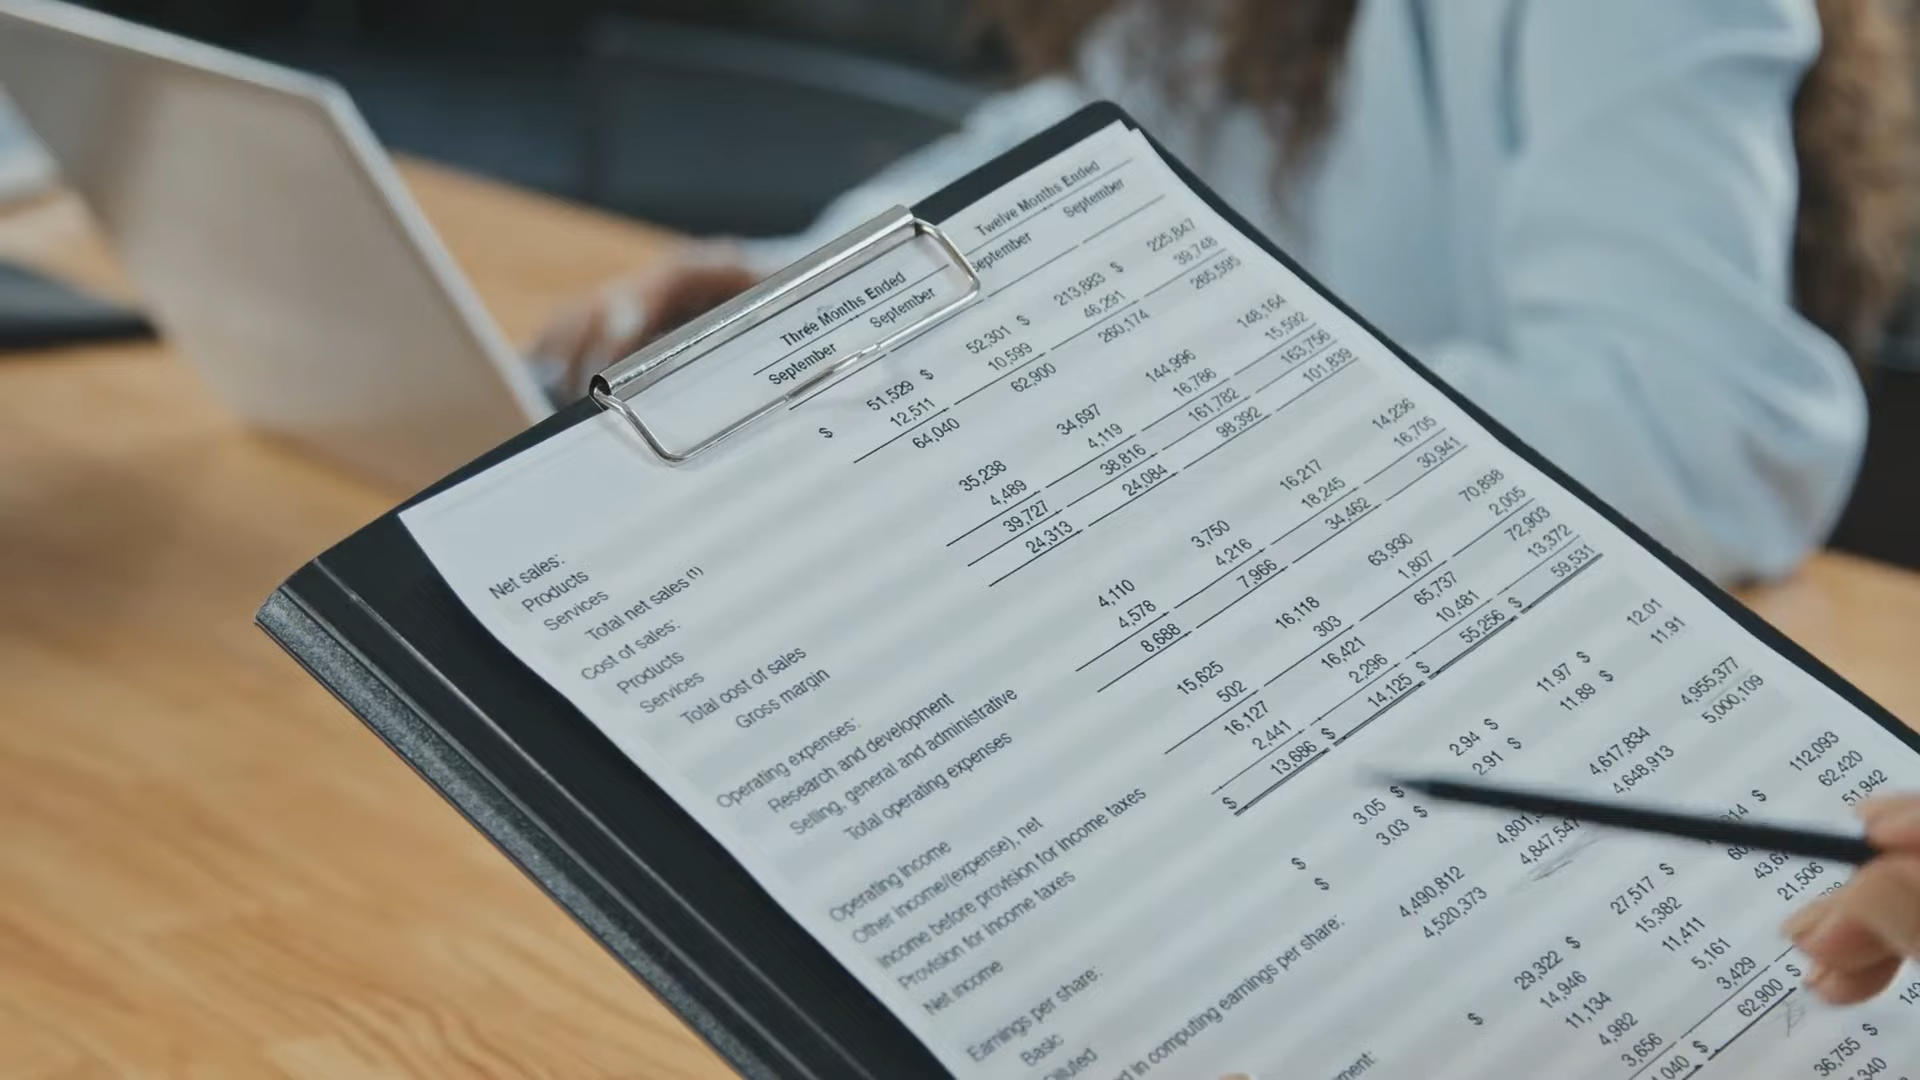 Three Months Ended Twelve Months Ended
September September September September
Net sales:
Products $ 51,529 $ 52,301 $ 213,883 $ 225,847
Services 12,511 10,599 46,291 39,748
Total net sales (1) 64,040 62,900 260,174 265,595
Cost of sales:
Products 35,238 34,697 144,996 148,164
Services 4,489 4,119 16,786 15,592
Total cost of sales 39,727 38,816 161,782 163,756
Gross margin 24,313 24,084 98,392 101,839
Operating expenses:
Research and development 4,110 3,750 16,217 14,236
Selling, general and administrative 4,578 4,216 18,245 16,705
Total operating expenses 8,688 7,966 34,462 30,941
Operating income 15,625 16,118 63,930 70,898
Other income/(expense), net 502 303 1,807 2,005
Income before provision for income taxes 16,127 16,421 65,737 72,903
Provision for income taxes 2,441 2,296 10,481 13,372
Net income $ 13,686 $ 14,125 $ 55,256 $ 59,531
Earnings per share:
Basic $ 3.05 $ 2.94 $ 11.97 $ 12.01
Diluted $ 3.03 $ 2.91 $ 11.89 $ 11.91
in computing earnings per share:
4,490,812 4,617,834 4,955,377
4,520,373 4,847,547 4,648,913 5,000,109
$ 29,322 $ 27,517 $ $ 112,093
14,946 15,382 62,420
11,134 11,411 51,942
4,982 5,161 21,506
3,656 3,429
$ 62,900 $
36,755 $